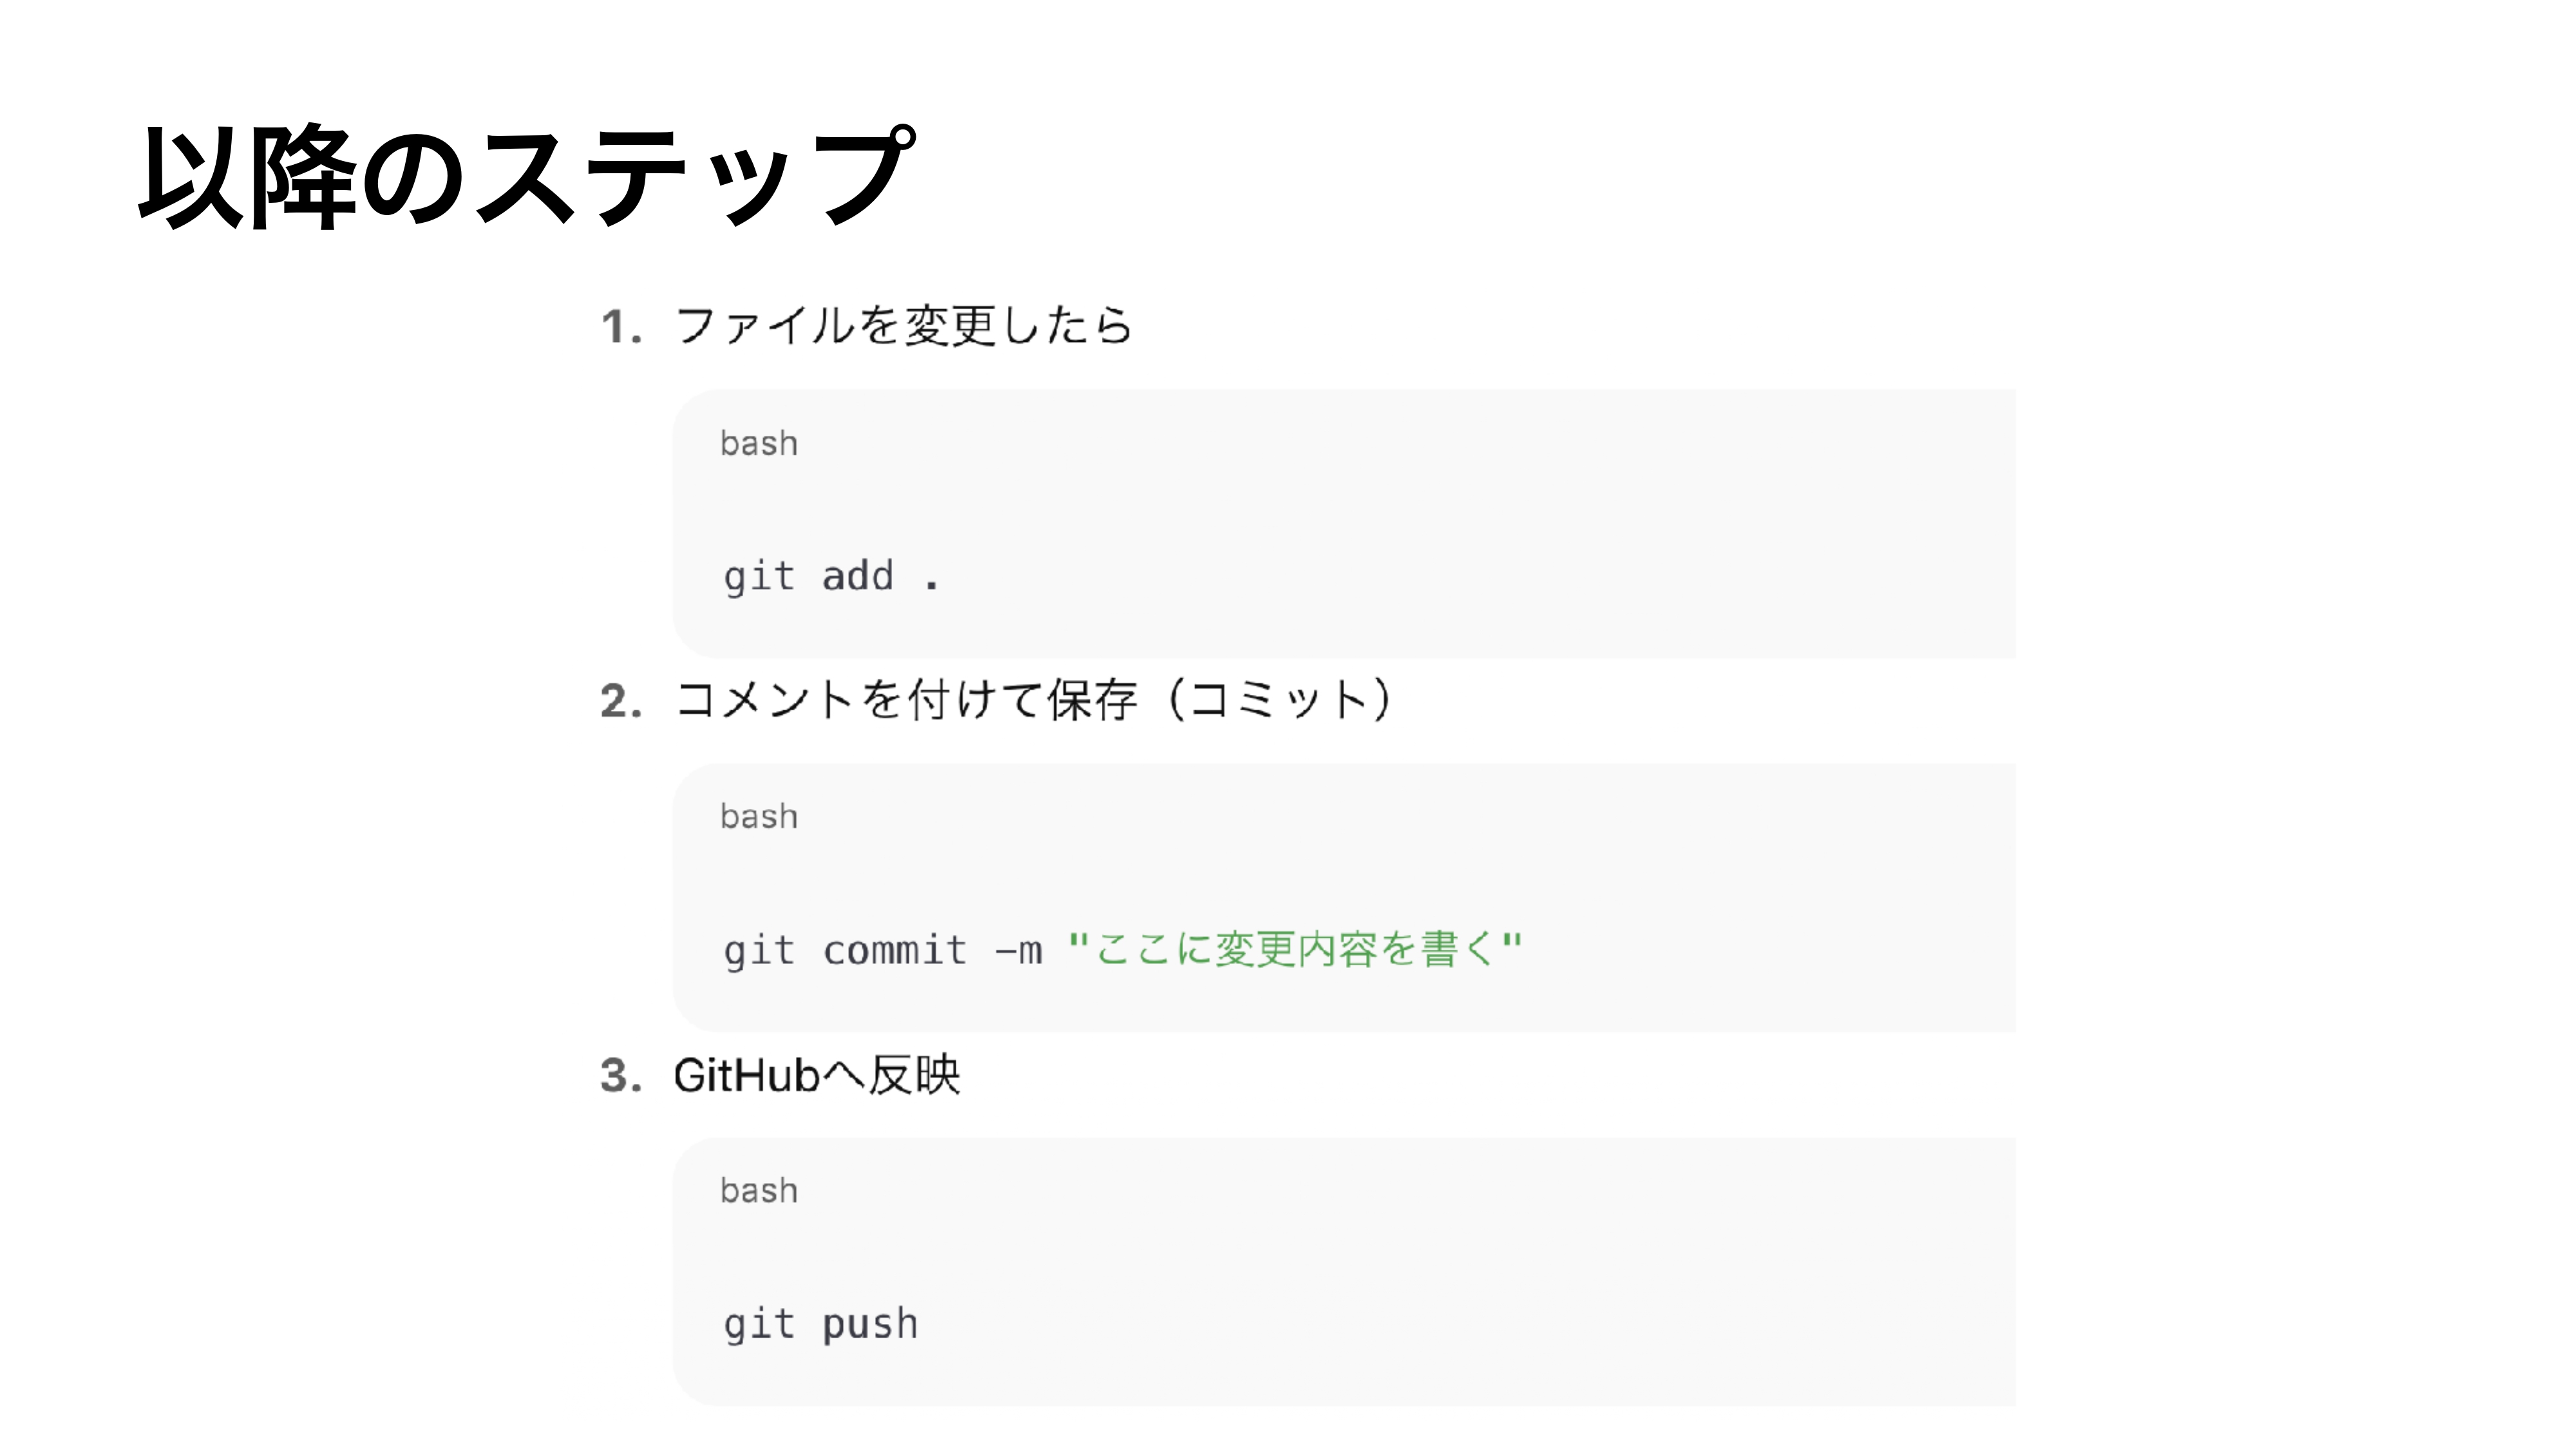 以降のステップ
1. ファイルを変更したら
bash
git add .
2. コメントを付けて保存（コミット）
bash
git commit -m "ここに変更内容を書く"
3. GitHubへ反映
bash
git push